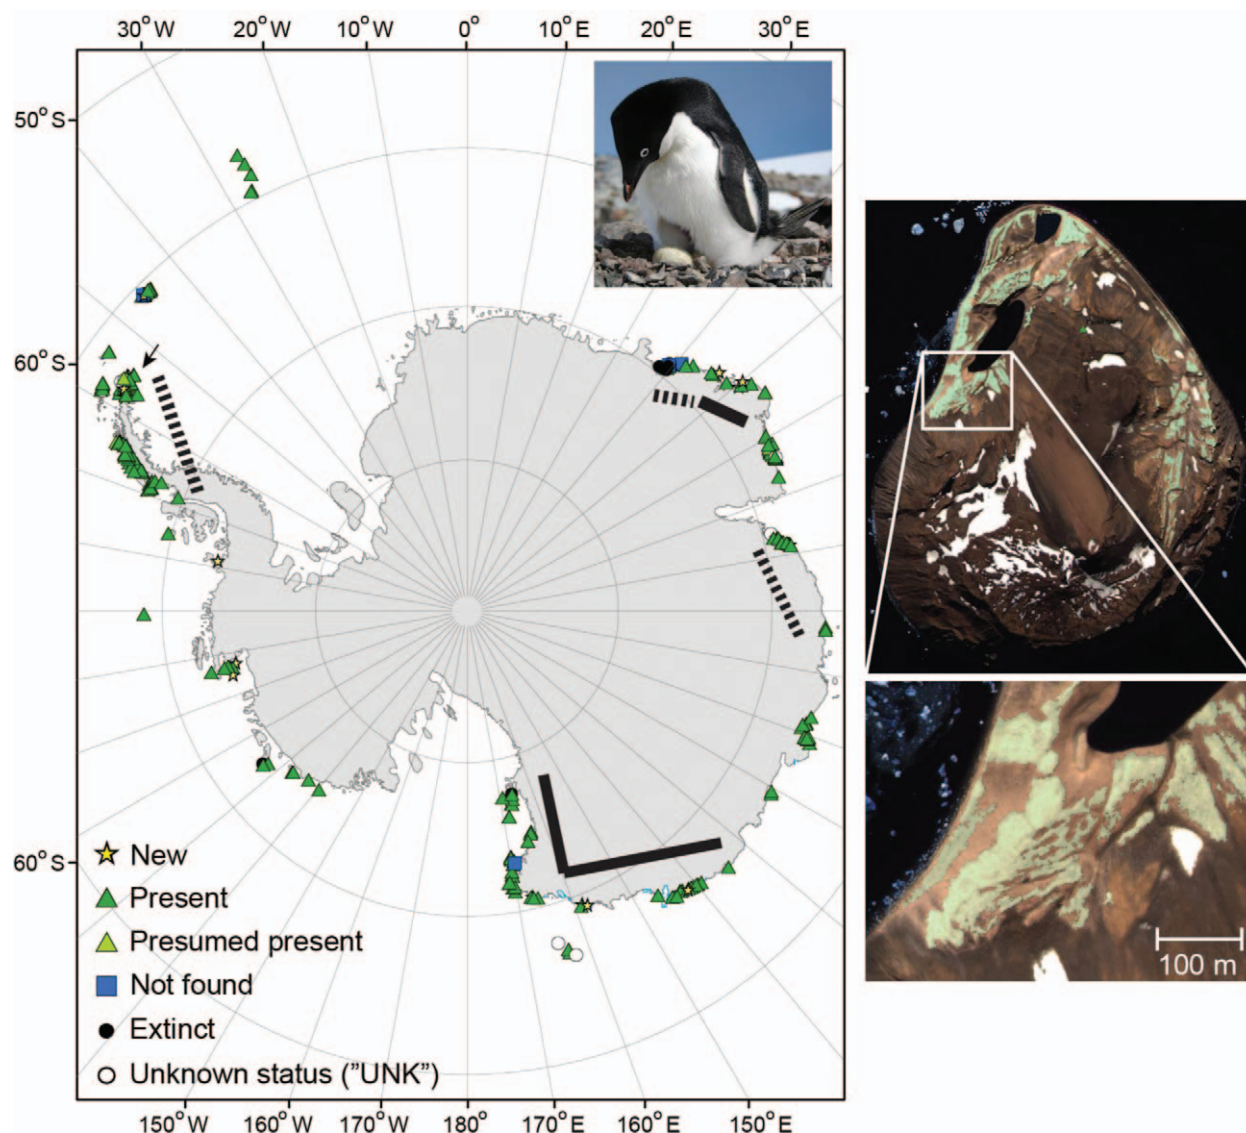 30°W 20°W 10°W 0° 10°E 20°E 30°E
50°S
60°S
60°S
New
Present
Presumed present
Not found
Extinct
Unknown status ("UNK")
100 m
150°W 160°W 170°W 180° 170°E 160°E 150°E